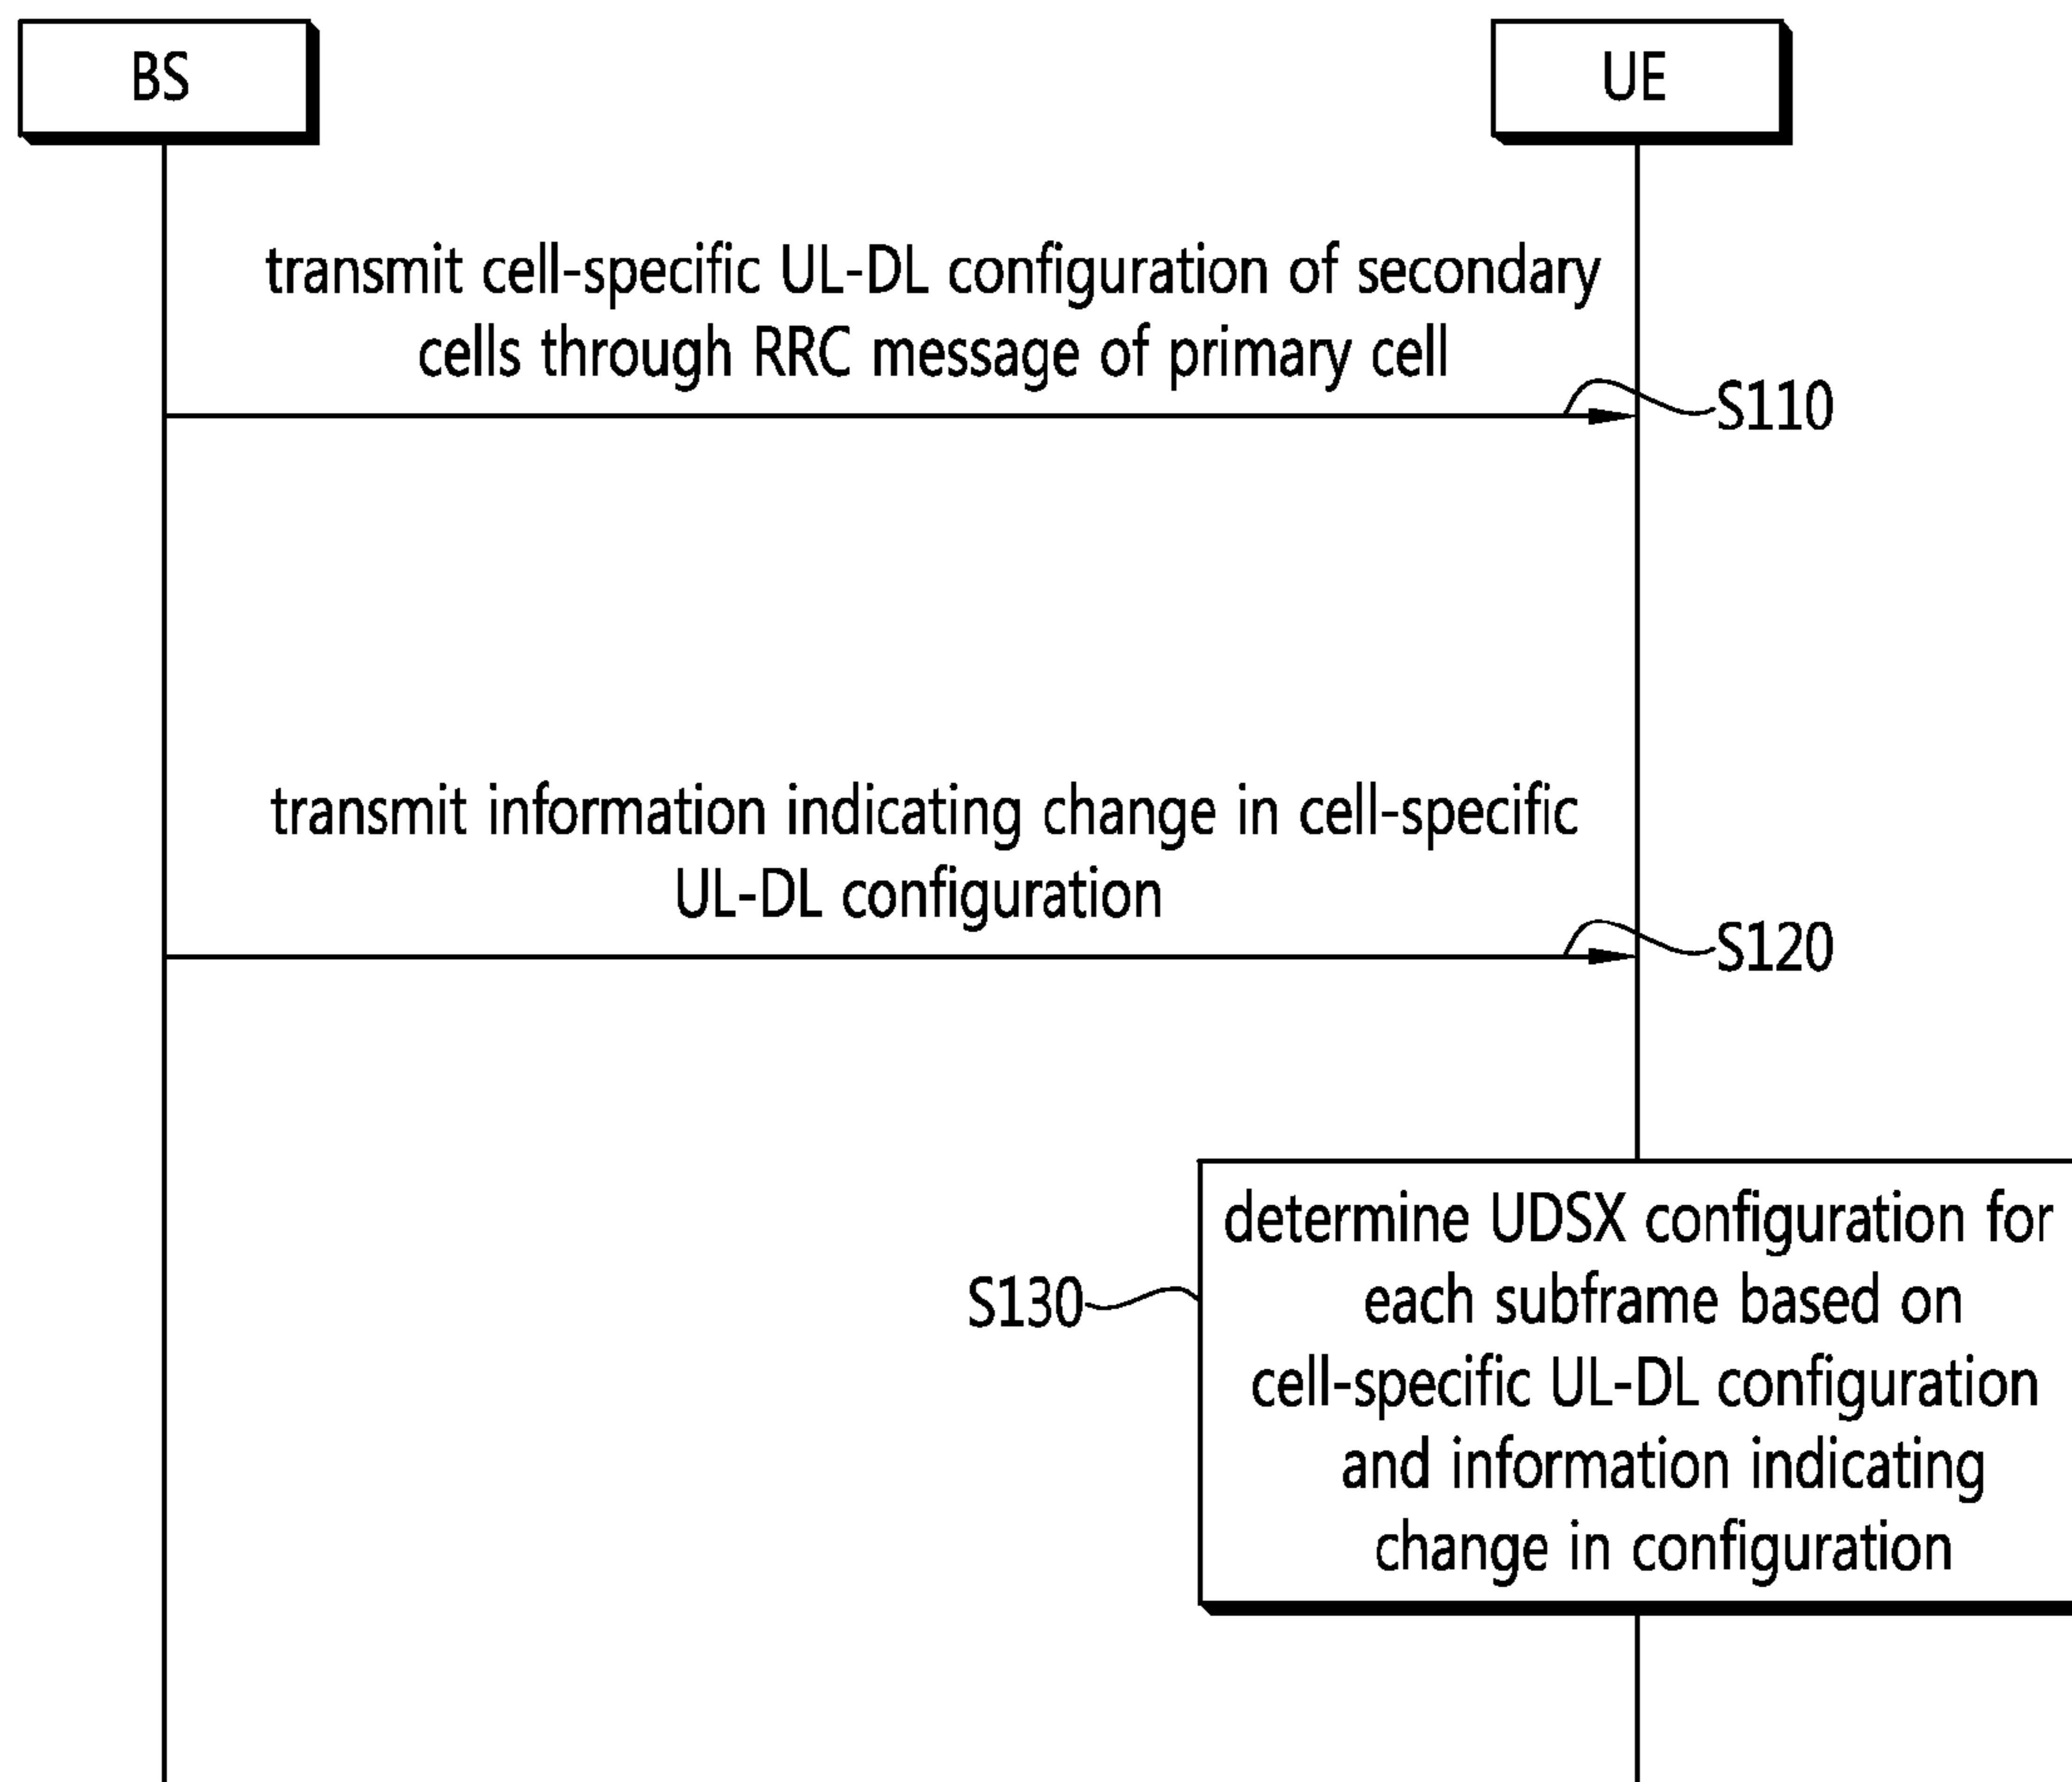 BS
UE
transmit cell-specific UL-DL configuration of secondary
cells through RRC message of primary cell
S110
transmit information indicating change in cell-specific
UL-DL configuration
S120
determine UDSX configuration for
each subframe based on
cell-specific UL-DL configuration
and information indicating
change in configuration
S130